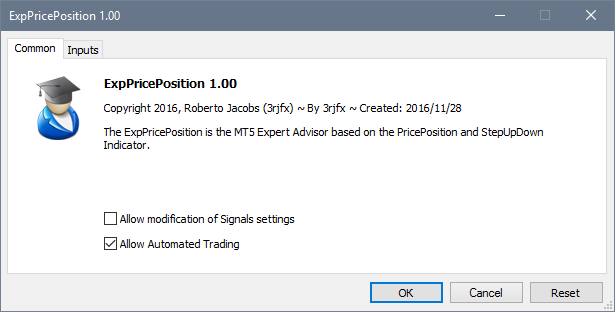 ExpPricePosition 1.00
Common
Inputs
ExpPricePosition 1.00
Copyright 2016, Roberto Jacobs (3rjfx) ~ By 3rjfx ~ Created: 2016/11/28
The ExpPricePosition is the MT5 Expert Advisor based on the PricePosition and StepUpDown
Indicator.
Allow modification of Signals settings
Allow Automated Trading
OK
Cancel
Reset